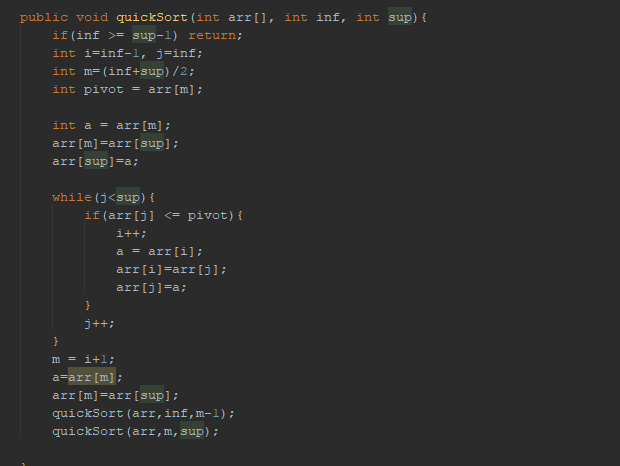 public void quickSort(int arr[], int inf, int sup){
if(inf >= sup-1) return;
int i=inf-1, j=inf;
int m=(inf+sup)/2;
int pivot = arr[m];
int a = arr[m];
arr[m]=arr[sup];
arr[sup]=a;
while(j<sup){
if(arr[j] <= pivot){
i++;
a = arr[i];
arr[i]=arr[j];
arr[j]=a;
}
j++;
}
m = i+1;
a=arr[m];
arr[m]=arr[sup];
quickSort(arr,inf,m-1);
quickSort(arr,m,sup);
}